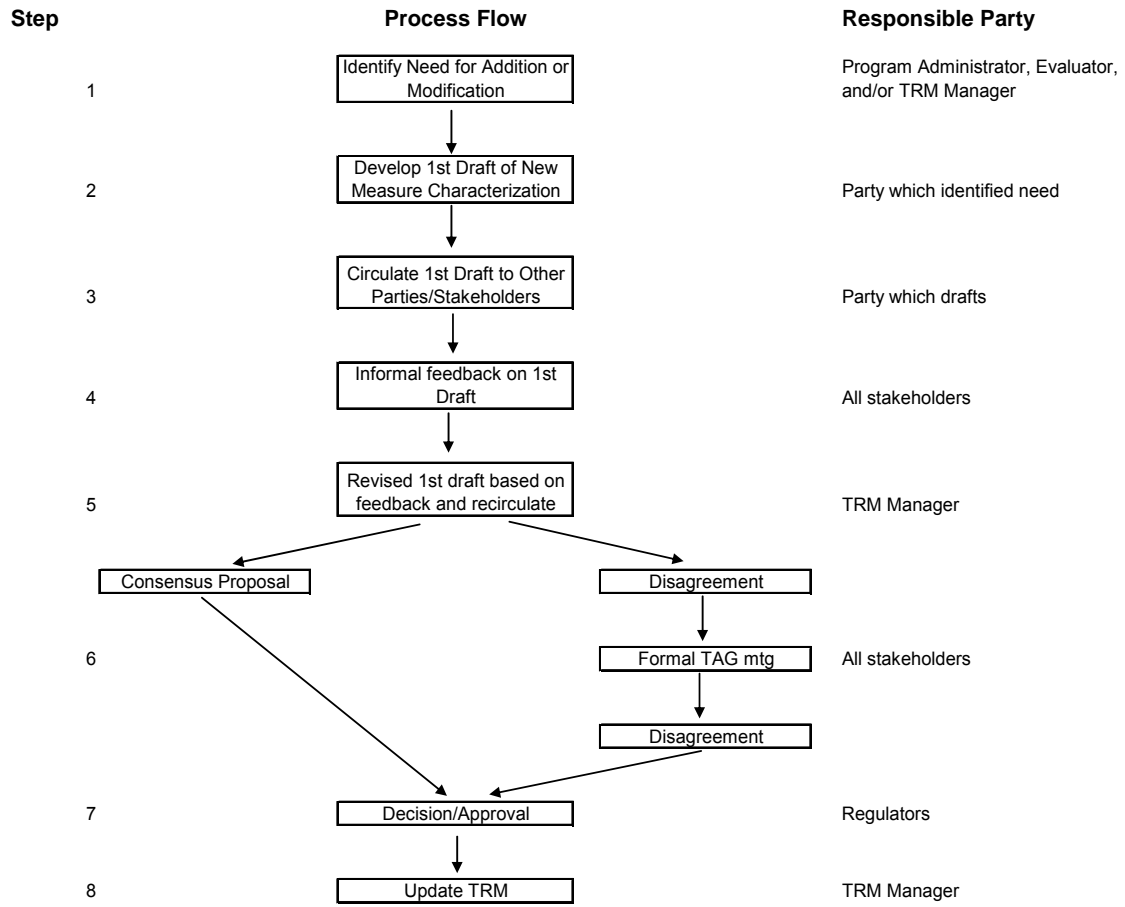 Step Process Flow Responsible Party
Identify Need for Addition or
Modification
1
Program Administrator, Evaluator,
and/or TRM Manager
Develop 1st Draft of New
Measure Characterization
2
Party which identified need
Circulate 1st Draft to Other
Parties/Stakeholders
3
Party which drafts
Informal feedback on 1st
Draft
4
All stakeholders
Revised 1st draft based on
feedback and recirculate
5
TRM Manager
Consensus Proposal
Disagreement
6
Formal TAG mtg
All stakeholders
Disagreement
7
Decision/Approval
Regulators
8
Update TRM
TRM Manager